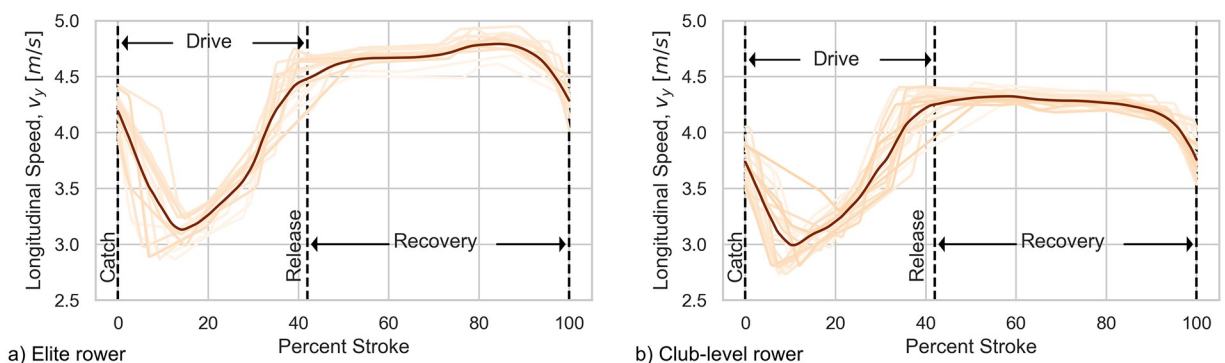 5.0
4.5
4.0
3.5
3.0
2.5
Longitudinal Speed, v_y [m/s]
Drive
Catch
Release
Recovery
0 20 40 60 80 100
Percent Stroke
a) Elite rower
5.0
4.5
4.0
3.5
3.0
2.5
Longitudinal Speed, v_y [m/s]
Drive
Catch
Release
Recovery
0 20 40 60 80 100
Percent Stroke
b) Club-level rower